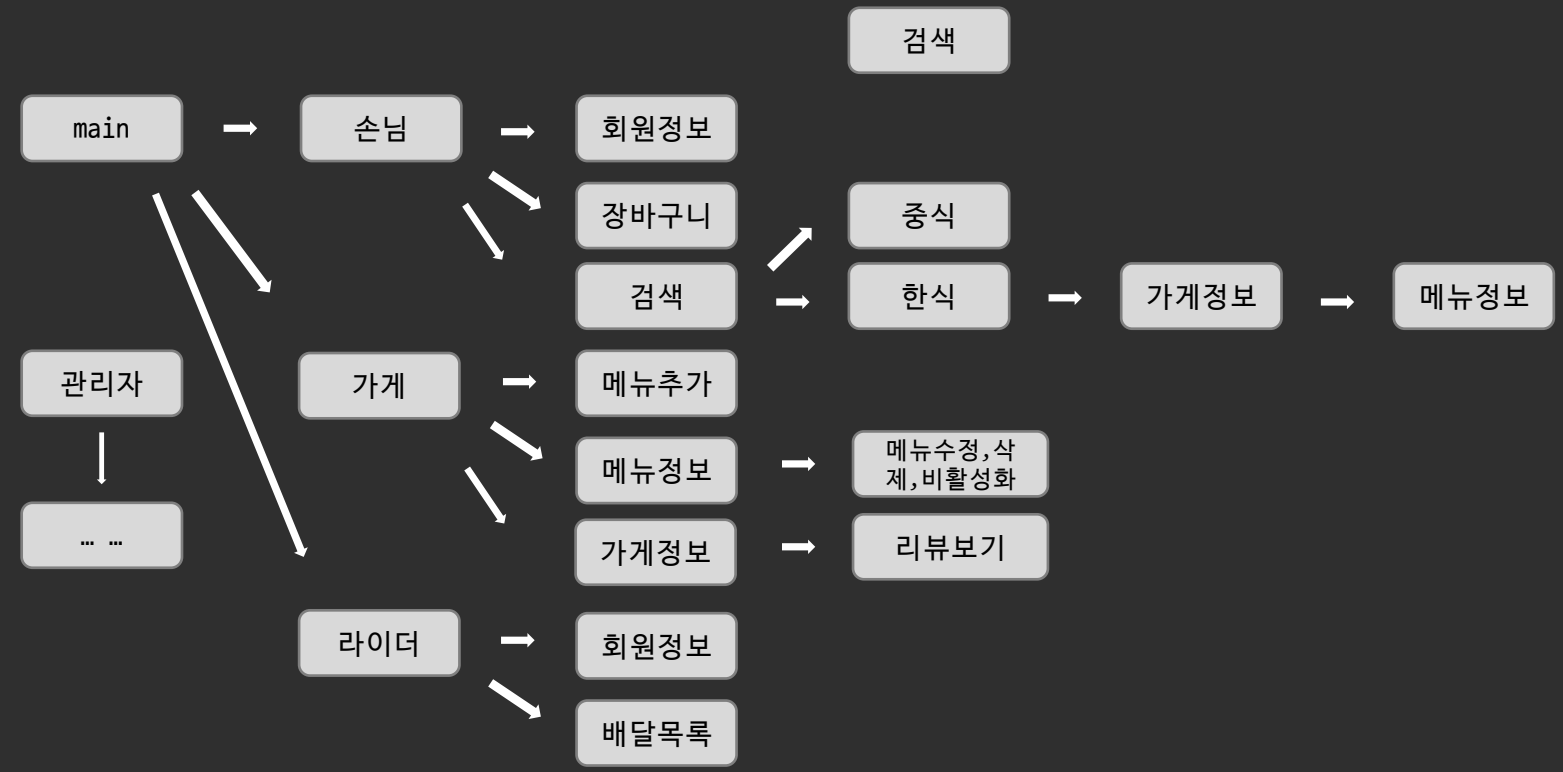 검색
main
손님
회원정보
장바구니
중식
검색
한식
가게정보
메뉴정보
관리자
가게
메뉴추가
메뉴정보
메뉴수정,삭
제,비활성화
… …
가게정보
리뷰보기
라이더
회원정보
배달목록